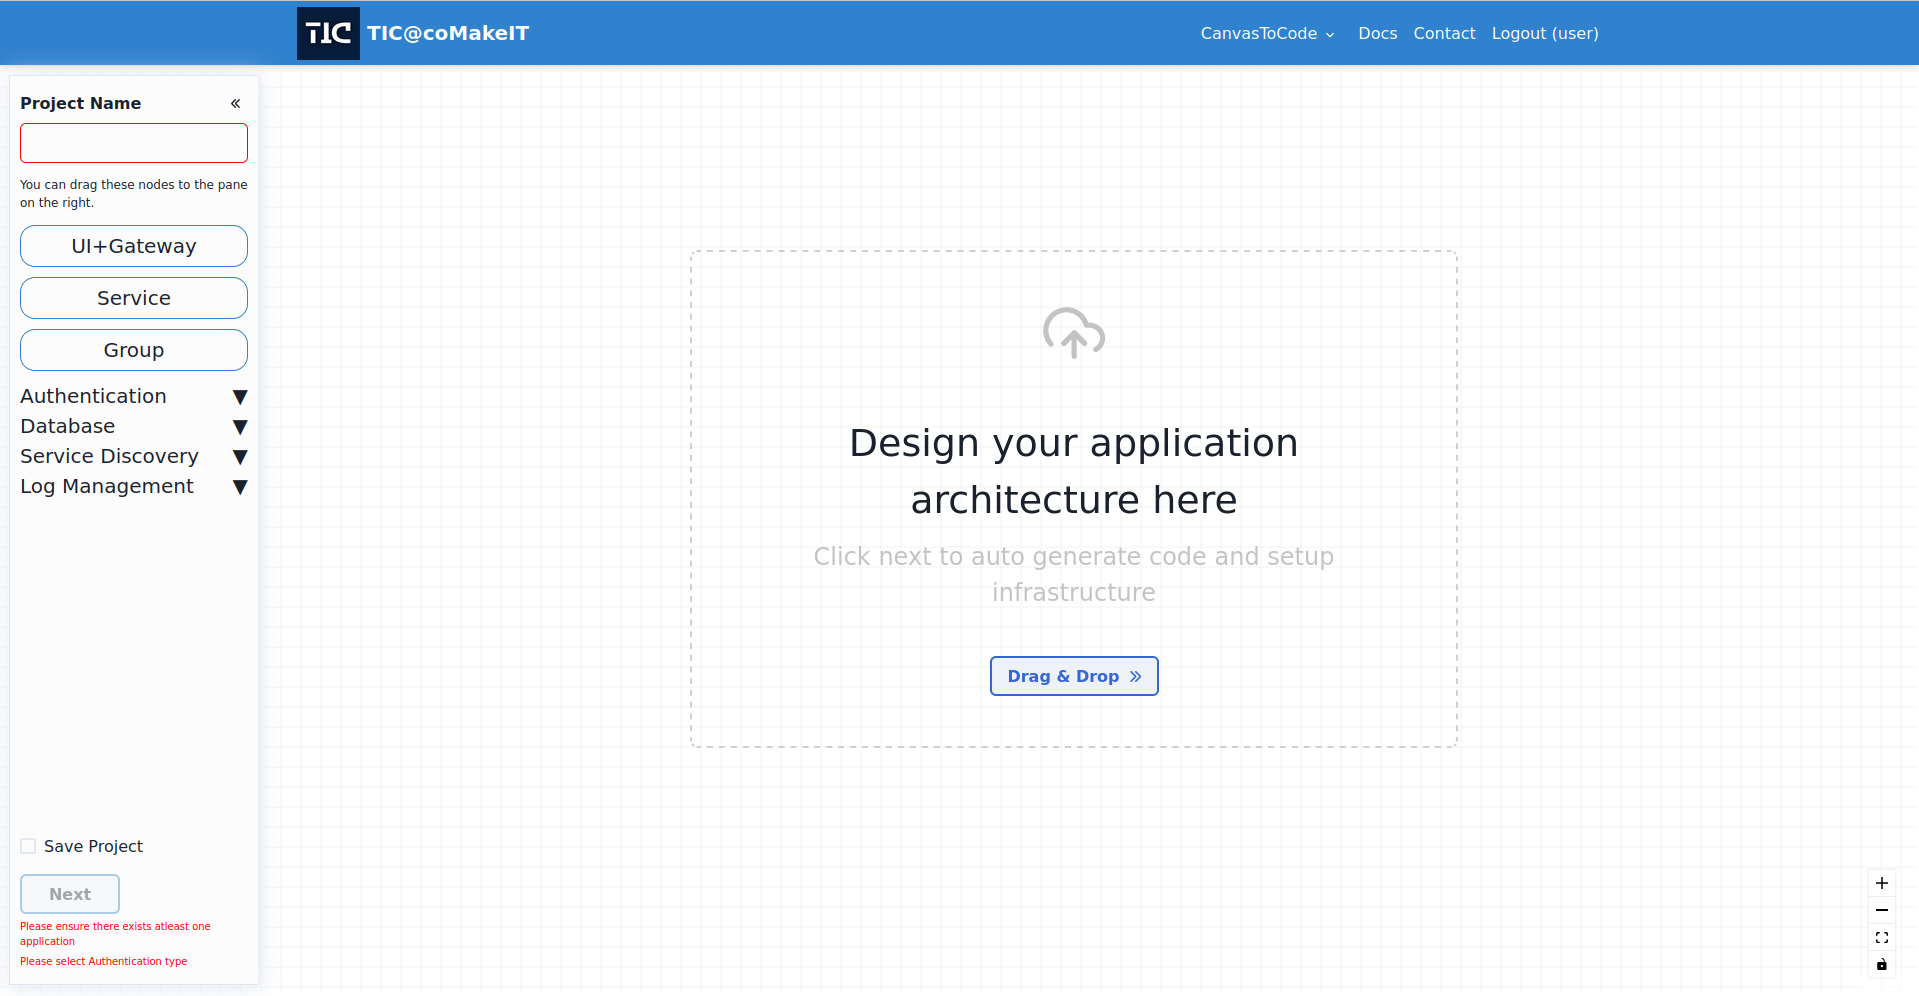 TIC TIC@coMakeIT
CanvasToCode Docs Contact Logout (user)
Project Name
You can drag these nodes to the pane
on the right.
UI+Gateway
Service
Group
Authentication ▼
Database ▼
Service Discovery ▼
Log Management ▼
Save Project
Next
Please ensure there exists atleast one
application
Please select Authentication type
Design your application
architecture here
Click next to auto generate code and setup
infrastructure
Drag & Drop